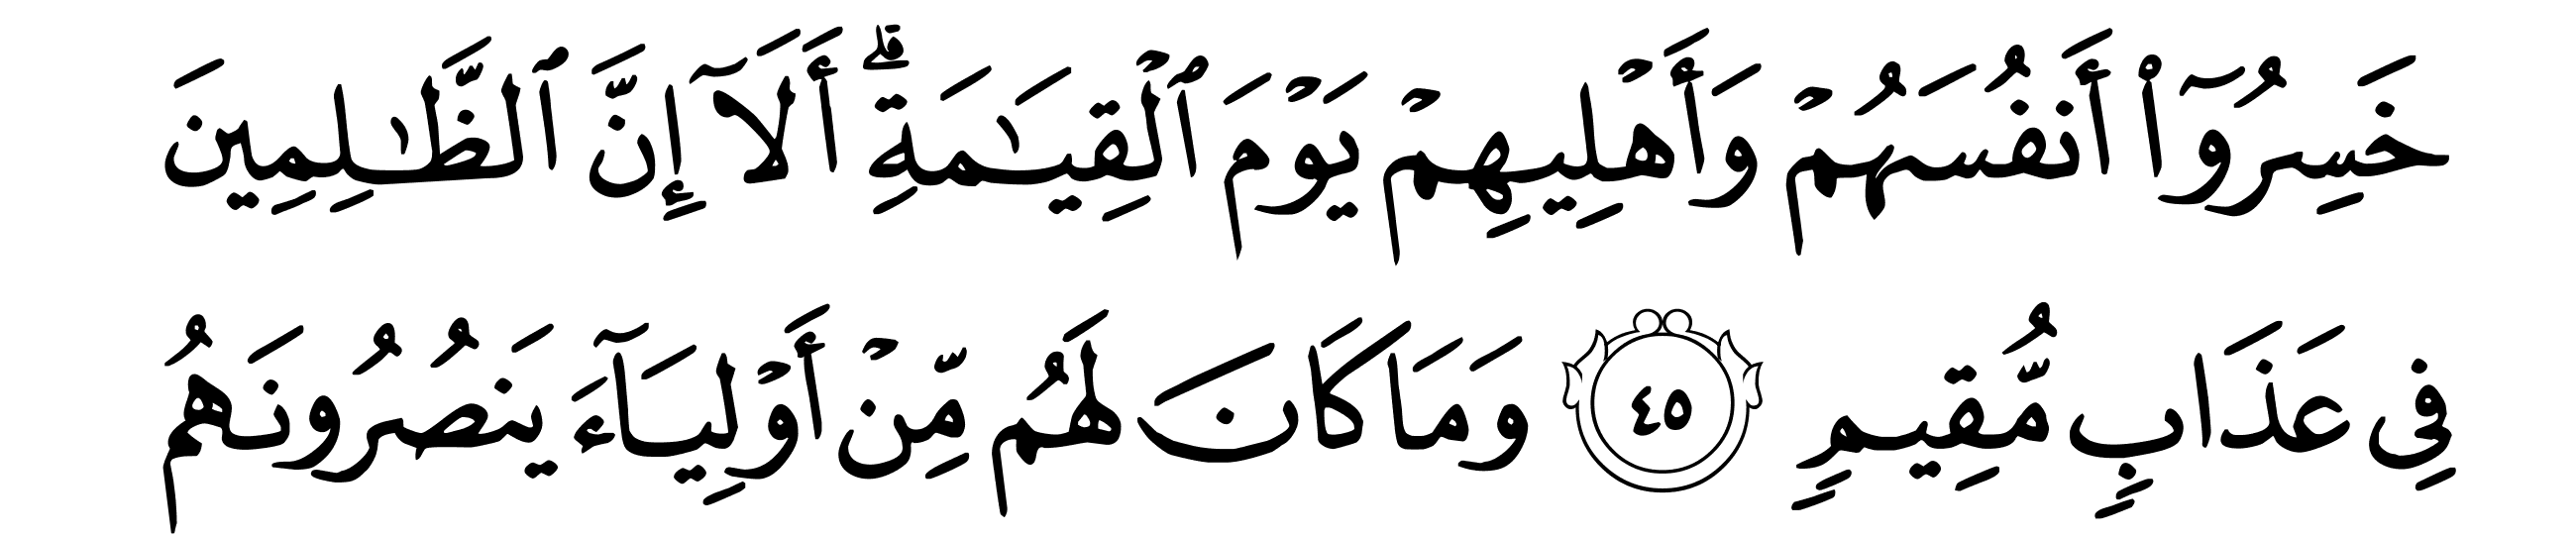 خَسِرُوٓا۟ أَنفُسَهُمْ وَأَهْلِيهِمْ يَوْمَ ٱلْقِيَـٰمَةِ ۗ أَلَآ إِنَّ ٱلظَّـٰلِمِينَ
فِى عَذَابٍ مُّقِيمٍ ٤٥ وَمَا كَانَ لَهُم مِّنْ أَوْلِيَآءَ يَنصُرُونَهُم